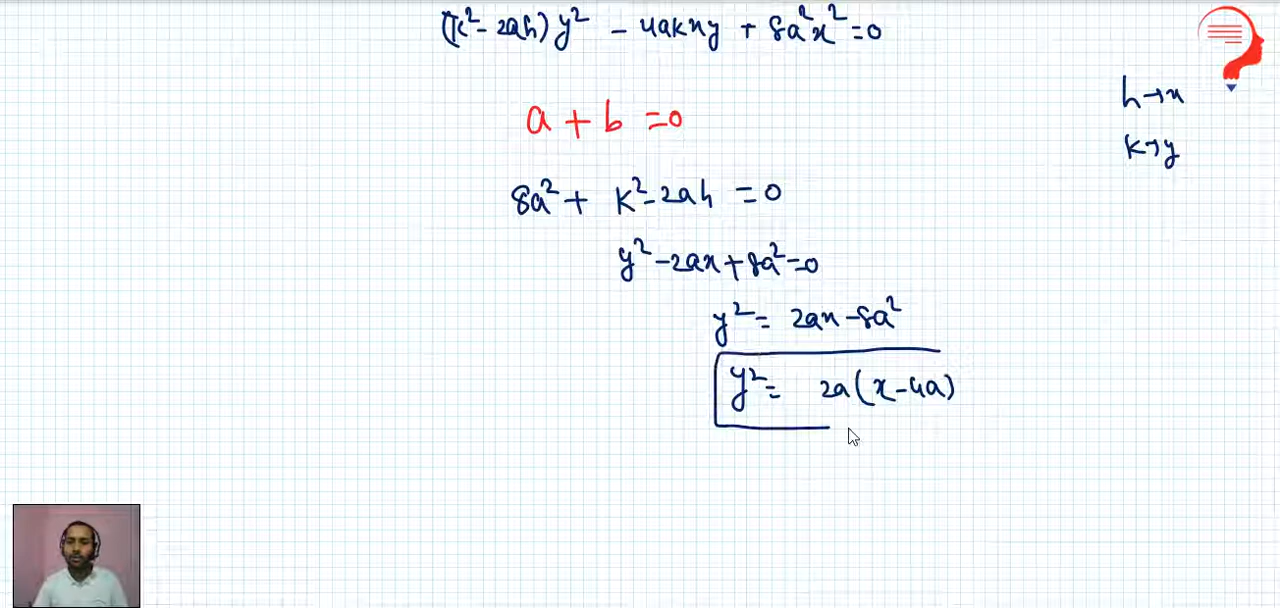 (k² - 2ah) y² - 4akxy + 8a²x² = 0
h → x
a + b = 0
k → y
8a² + k² - 2ah = 0
y² - 2ax + 8a² = 0
y² = 2ax - 8a²
y² = 2a(x - 4a)